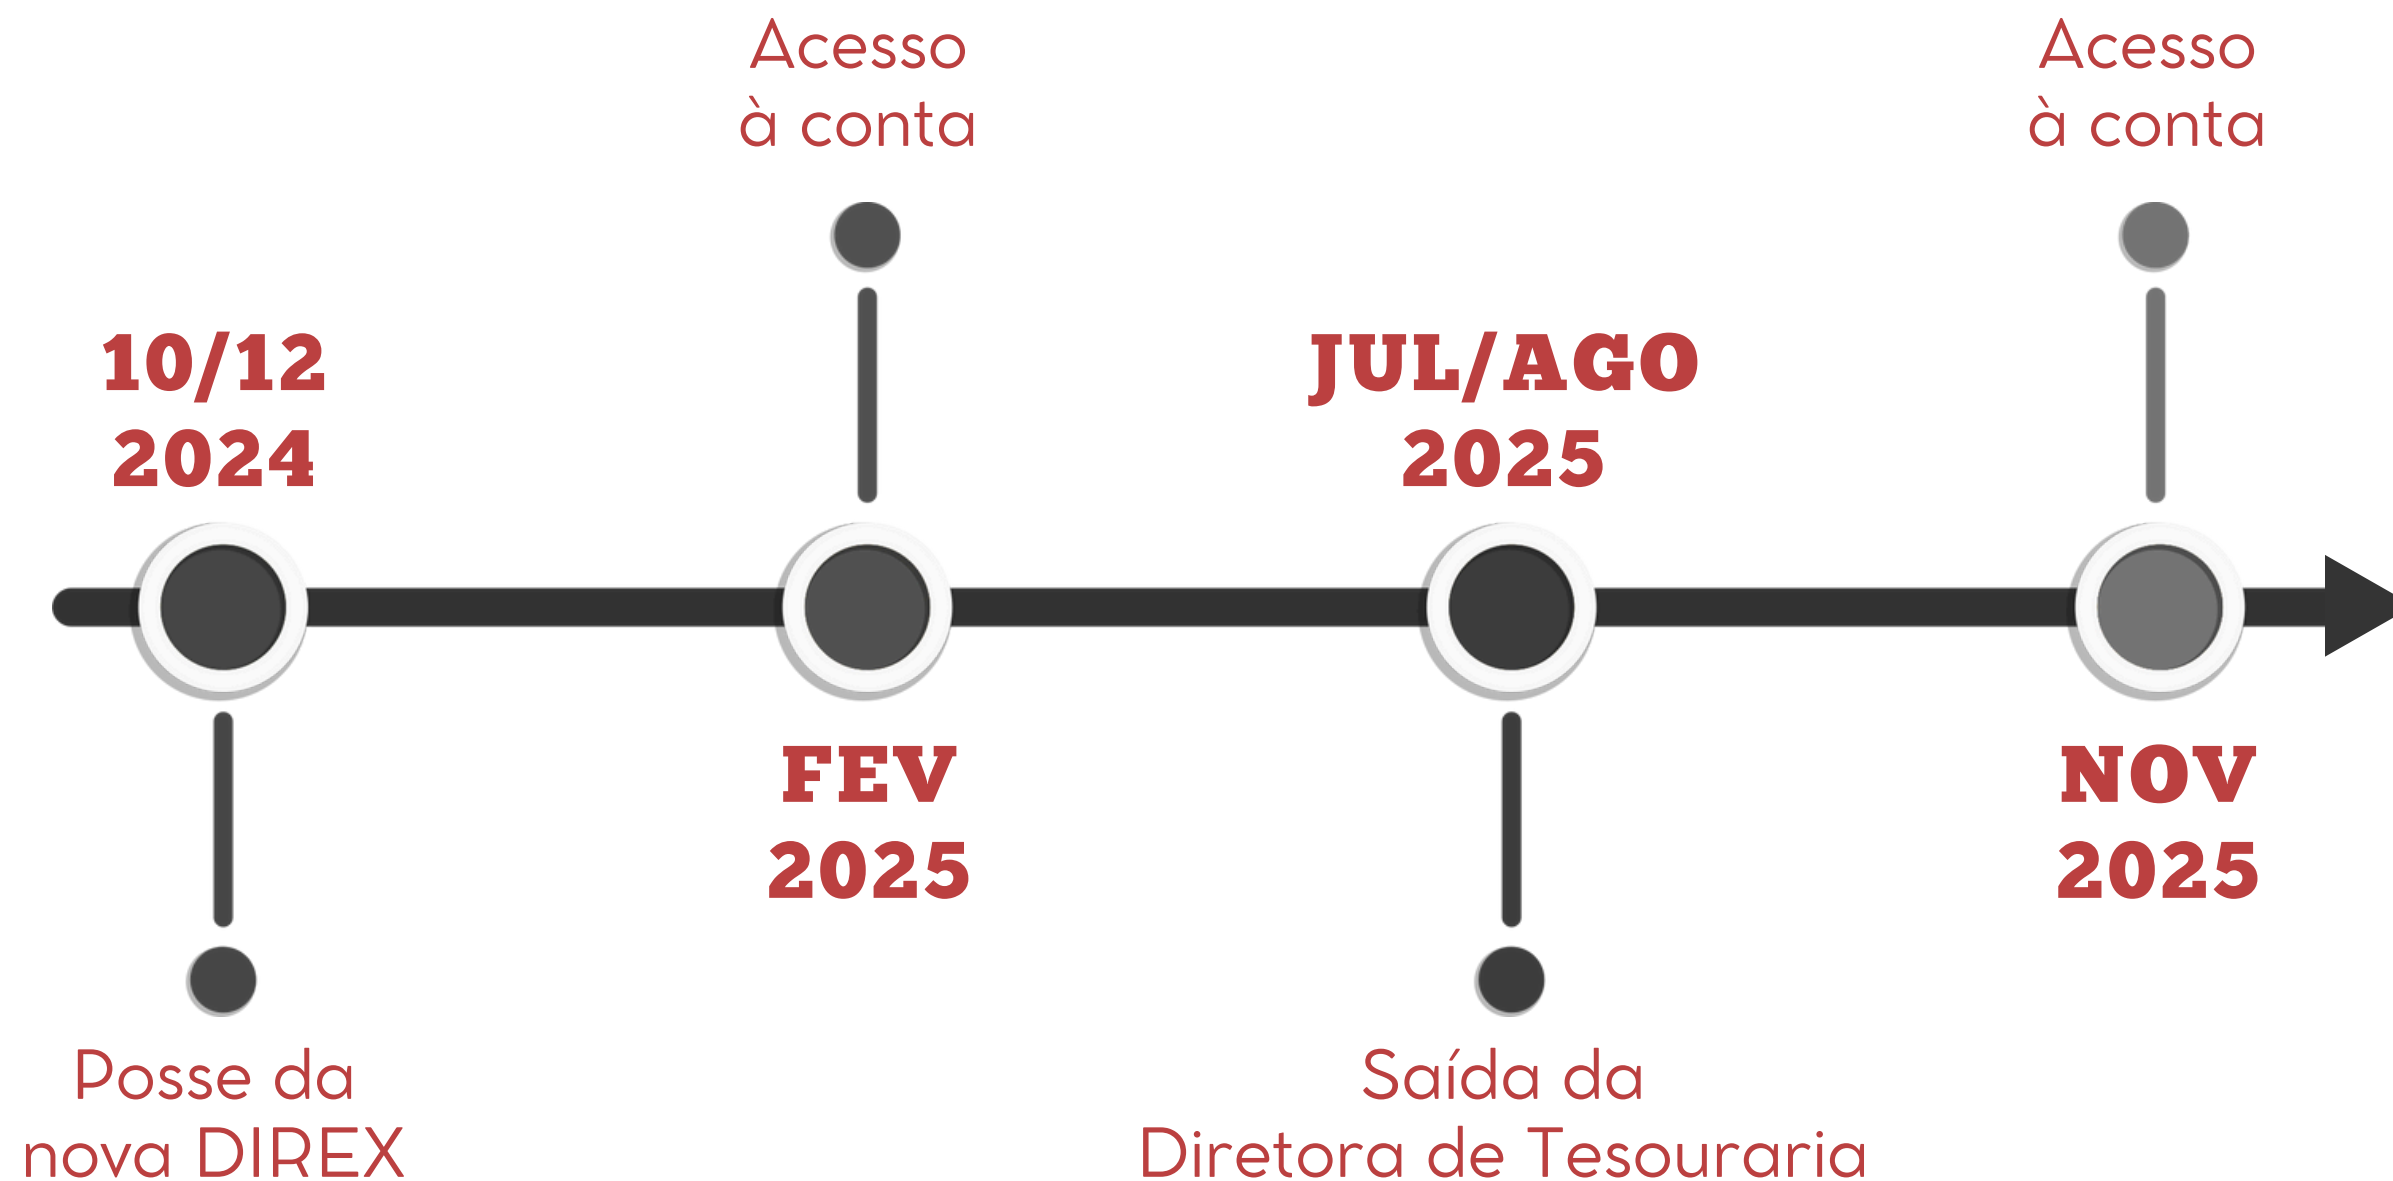 10/12
2024
Posse da
nova DIREX
Acesso
à conta
FEV
2025
JUL/AGO
2025
Saída da
Diretora de Tesouraria
Acesso
à conta
NOV
2025